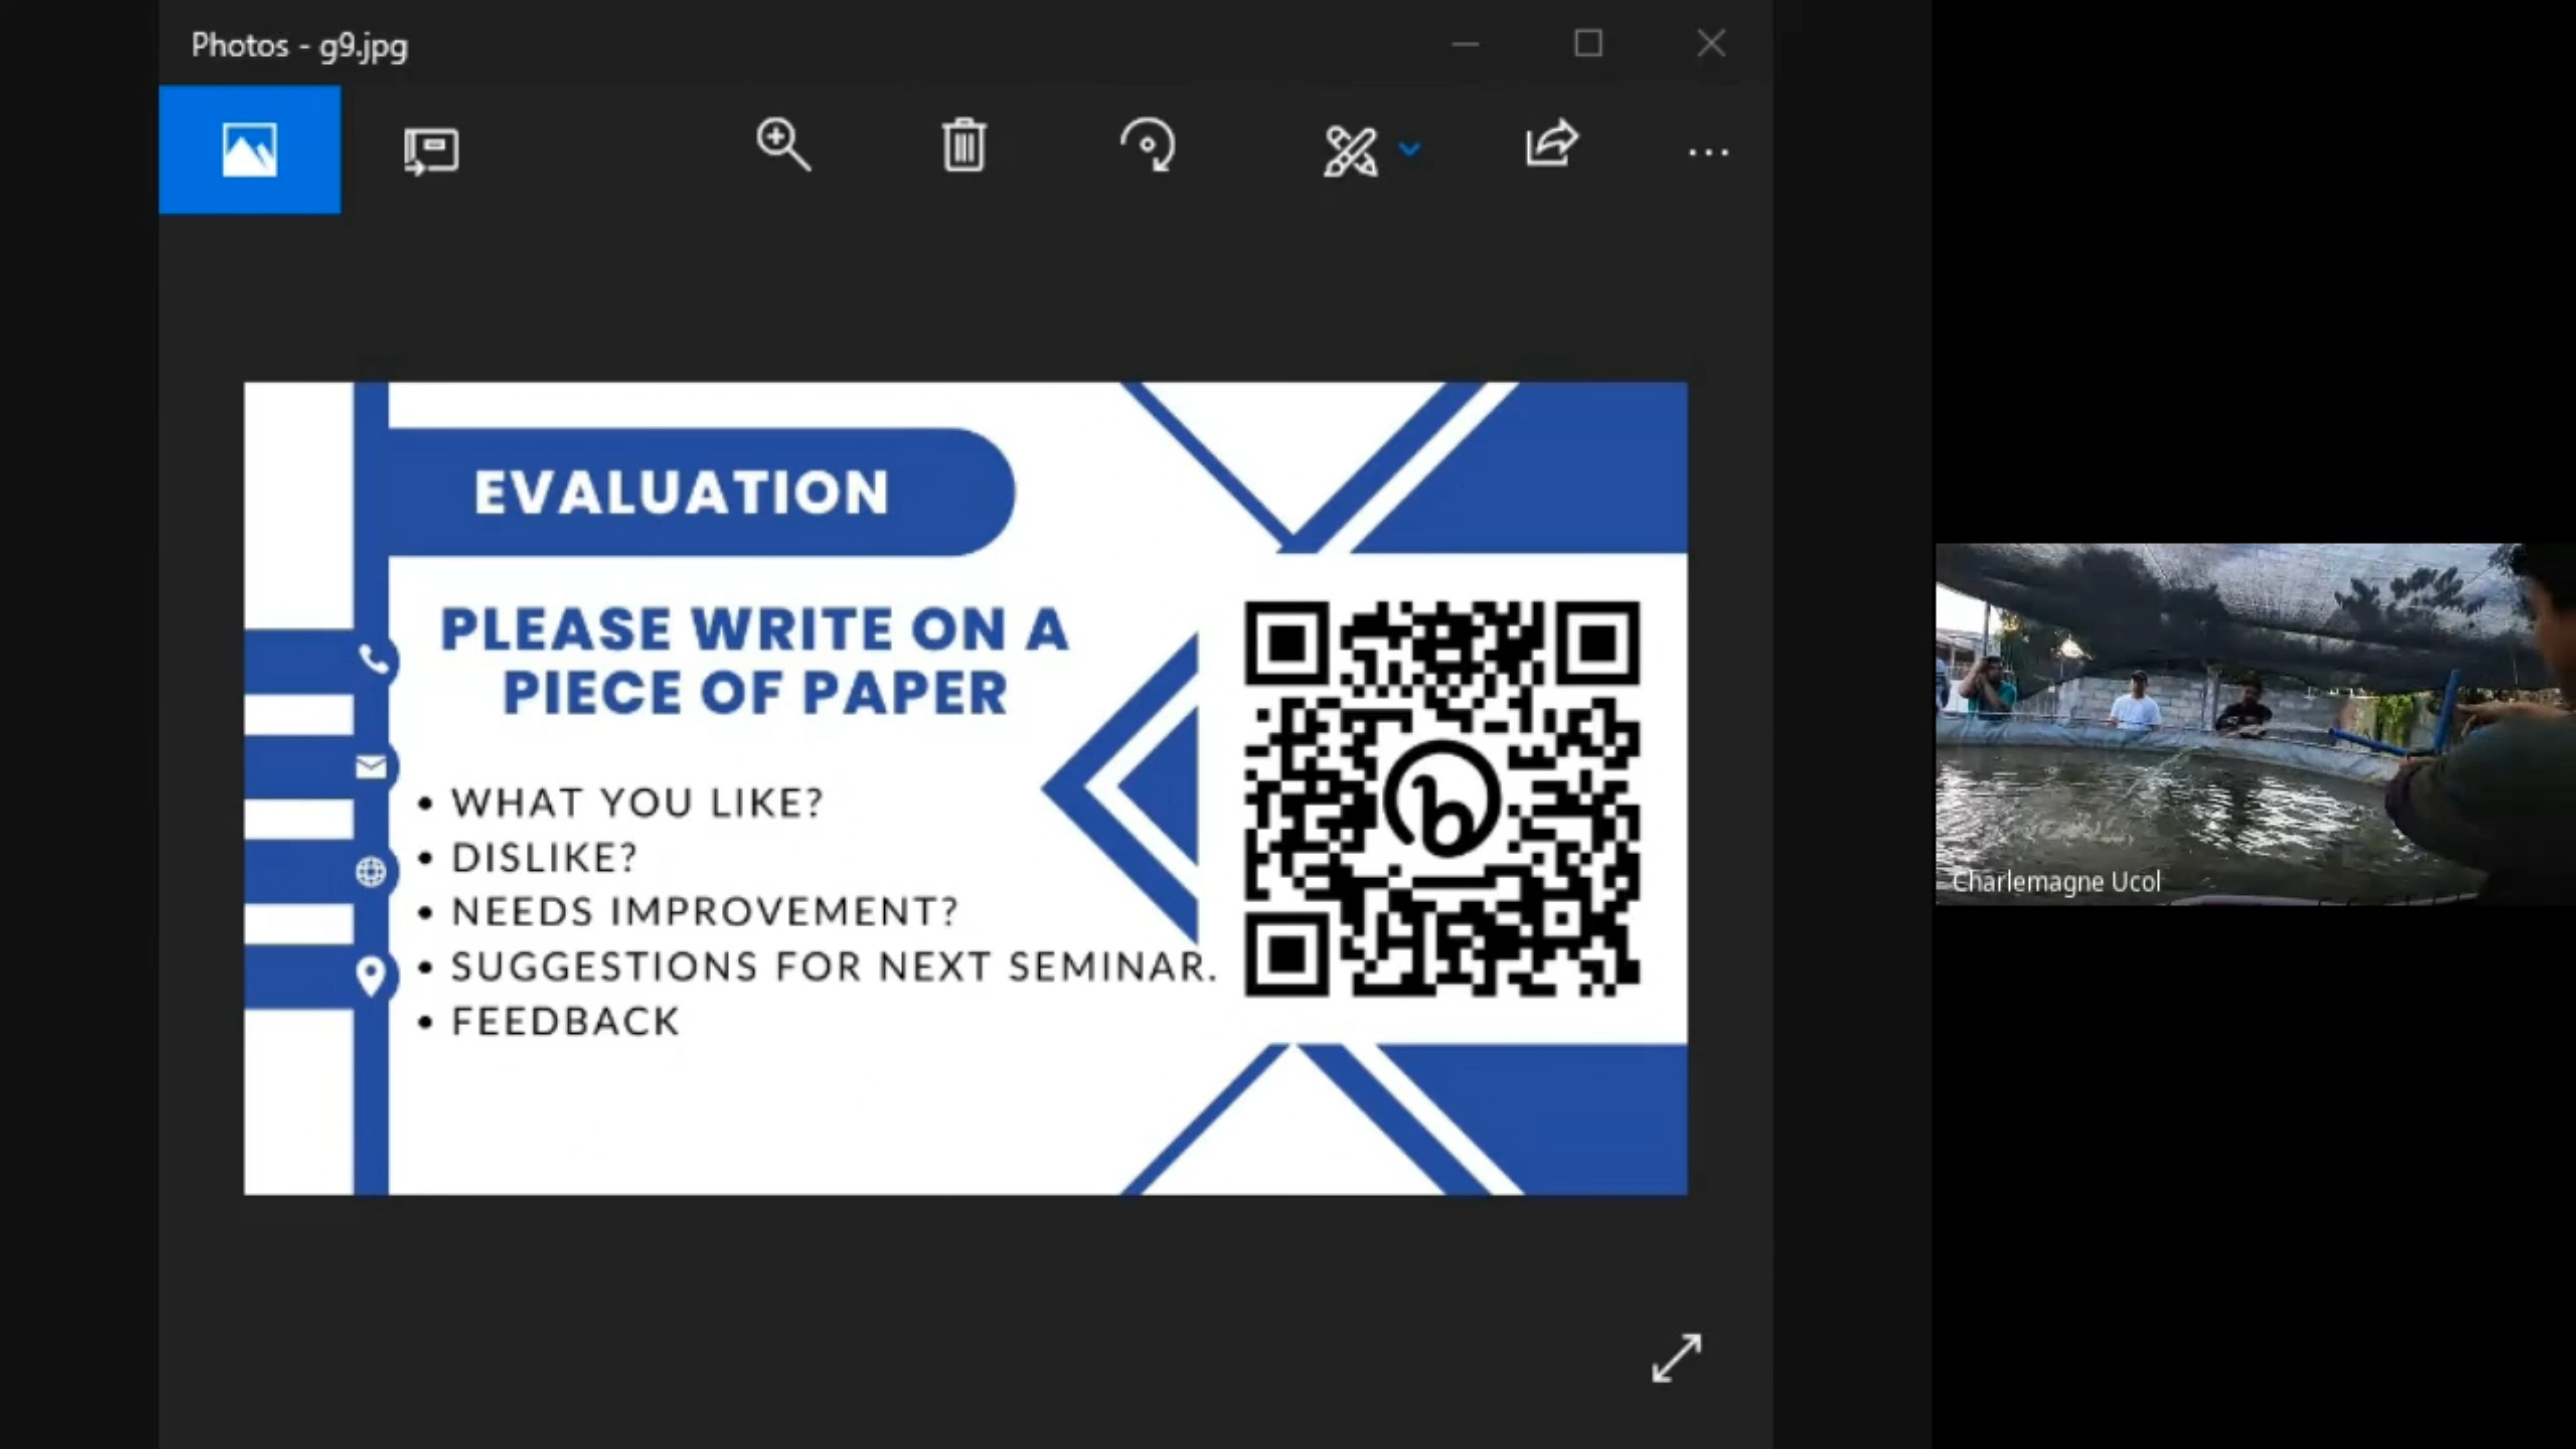 Photos - g9.jpg
EVALUATION
PLEASE WRITE ON A
PIECE OF PAPER
• WHAT YOU LIKE?
• DISLIKE?
• NEEDS IMPROVEMENT?
• SUGGESTIONS FOR NEXT SEMINAR.
• FEEDBACK
b
Charlemagne Ucol